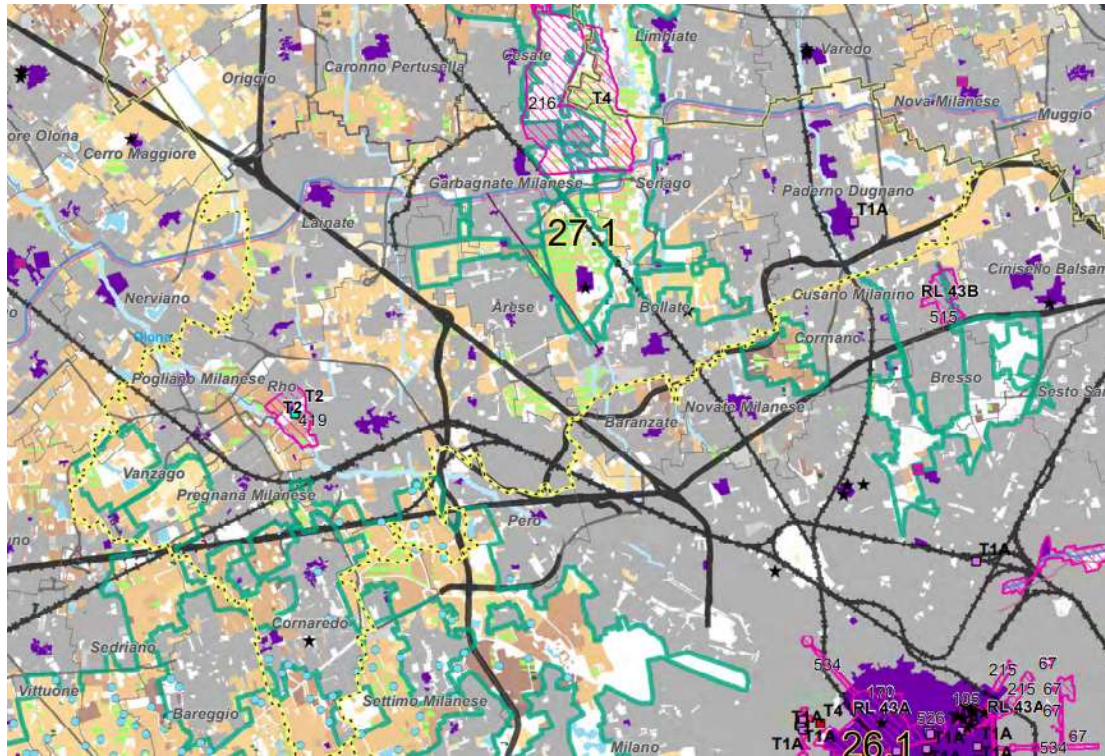 Limbiate
Cesate
Varedo
Caronno Pertusella
Origgio
216
T4
Nova Milanese
Muggio
ore Olona
Cerro Maggiore
Garbagnate Milanese
Senago
Paderno Dugnano
T1A
Lainate
27.1
Cinisello Balsam
Nerviano
RL 43B
Cusano Milanino
Arese
Bollate
515
Olona
Cormano
Pogliano Milanese
Rho
T2
Bresso
Sesto Sa
T2
419
Novate Milanese
Baranzate
Vanzago
Pregnana Milanese
Pero
T1A
Cornaredo
Sedriano
534
215
67
Vittuone
170
105
215
67
Settimo Milanese
T4
RL 43A
RL 43A
67
Bareggio
T1A
526
T1A
26.1
T1A
534
67
Milano
T1A
T1A